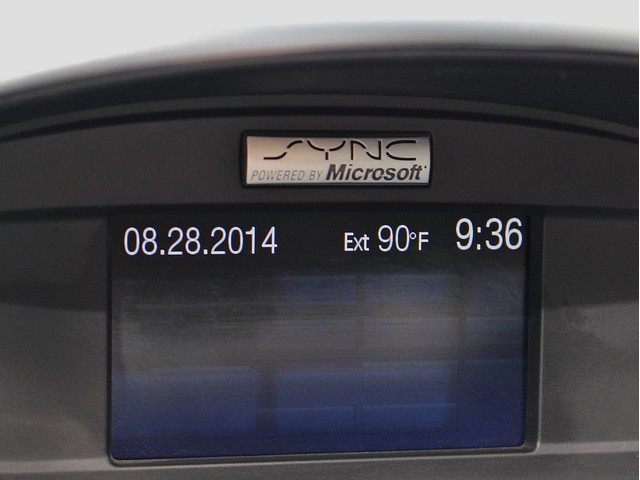 SYNC
POWERED BY Microsoft
08.28.2014 Ext 90°F 9:36